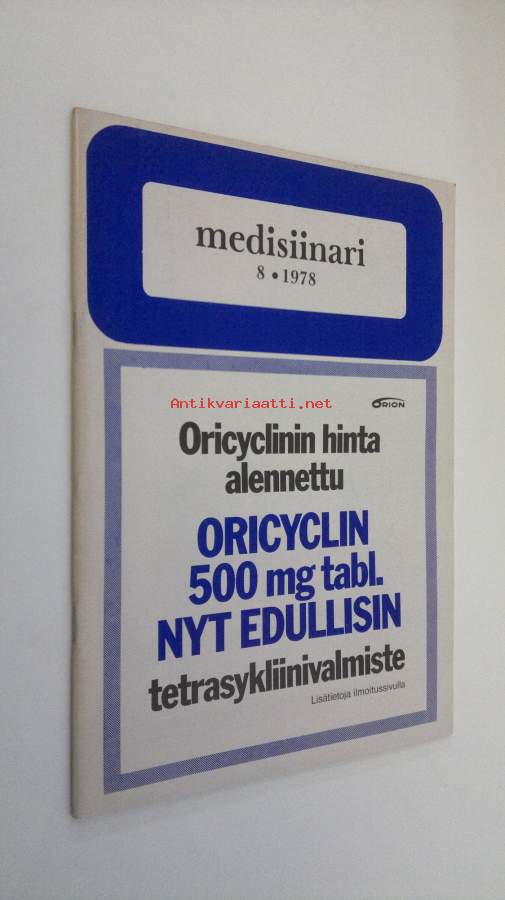 medisiinari
8 • 1978
ORION
Antikvariaatti.net
Oricyclinin hinta
alennettu
ORICYCLIN
500 mg tabl.
NYT EDULLISIN
tetrasykliinivalmiste
Lisätietoja ilmoitussivulla